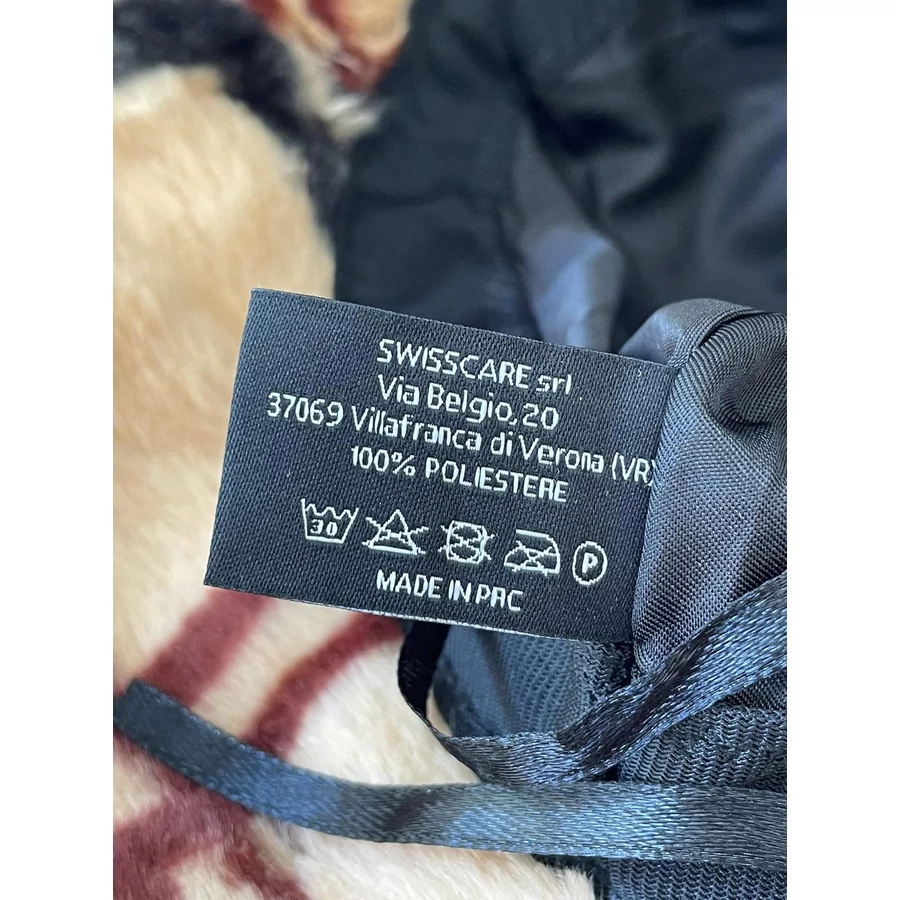 SWISSCARE srl
Via Belgio, 20
37069 Villafranca di Verona (VR)
100% POLIESTERE
30 P
MADE IN PRC